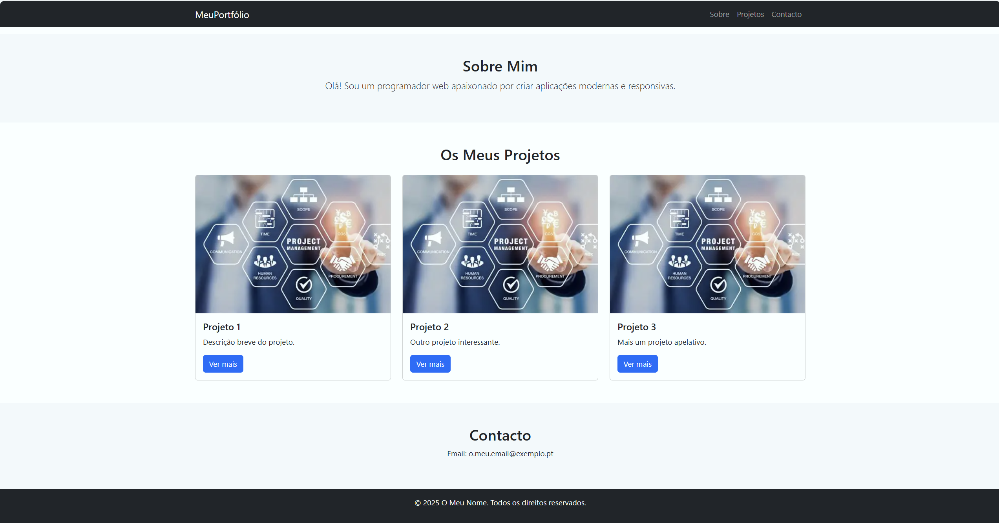 MeuPortfólio
Sobre Projetos Contacto
Sobre Mim
Olá! Sou um programador web apaixonado por criar aplicações modernas e responsivas.
Os Meus Projetos
SCOPE
TIME
COST
COMMUNICATION
PROJECT
MANAGEMENT
RISK
HUMAN
RESOURCES
PROCUREMENT
QUALITY
SCOPE
TIME
COST
COMMUNICATION
PROJECT
MANAGEMENT
RISK
HUMAN
RESOURCES
PROCUREMENT
QUALITY
SCOPE
TIME
COST
COMMUNICATION
PROJECT
MANAGEMENT
RISK
HUMAN
RESOURCES
PROCUREMENT
QUALITY
Projeto 1
Descrição breve do projeto.
Ver mais
Projeto 2
Outro projeto interessante.
Ver mais
Projeto 3
Mais um projeto apelativo.
Ver mais
Contacto
Email: o.meu.email@exemplo.pt
© 2025 O Meu Nome. Todos os direitos reservados.